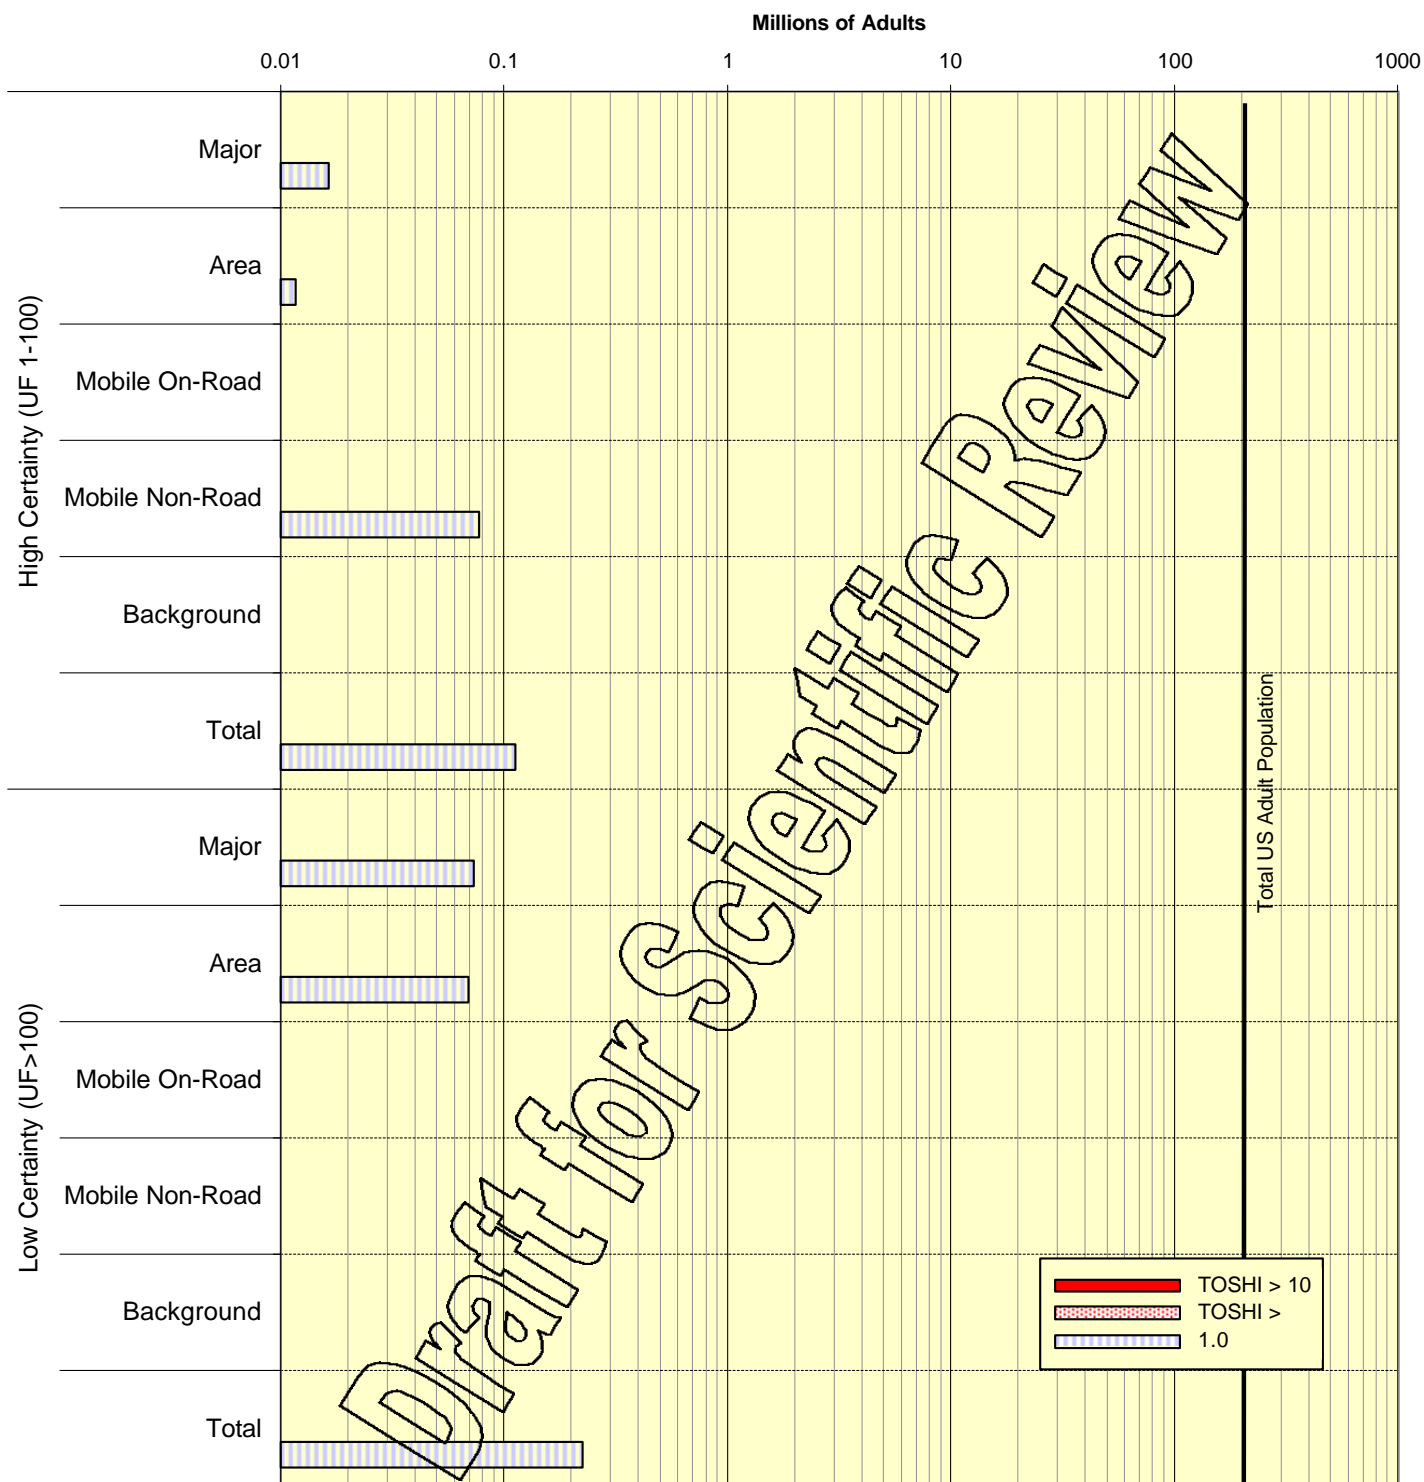 Millions of Adults
0.01 0.1 1 10 100 1000
High Certainty (UF 1-100)
Major
Area
Mobile On-Road
Mobile Non-Road
Background
Total
Low Certainty (UF>100)
Major
Area
Mobile On-Road
Mobile Non-Road
Background
Total
Total US Adult Population
Draft for Scientific Review
TOSHI > 10
TOSHI >
1.0